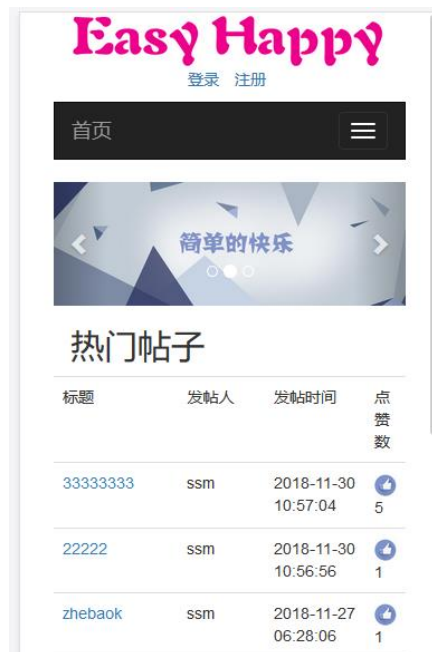 Easy Happy
登录 注册
首页
简单的快乐
热门帖子
标题 发帖人 发帖时间 点
赞
数
33333333 ssm 2018-11-30
10:57:04 5
22222 ssm 2018-11-30
10:56:56 1
zhebaok ssm 2018-11-27
06:28:06 1